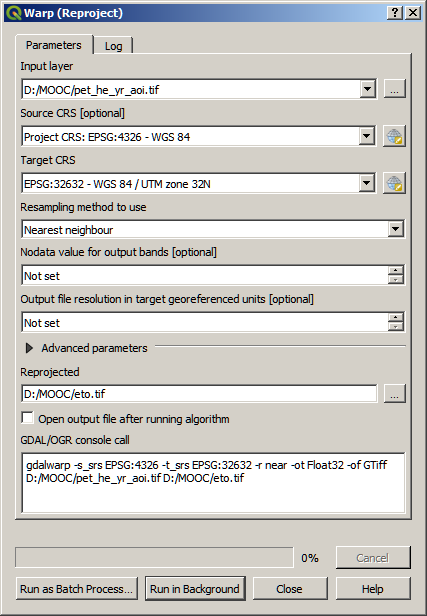 Warp (Reproject)
Parameters
Log
Input layer
D:/MOOC/pet_he_yr_aoi.tif
...
Source CRS [optional]
Project CRS: EPSG:4326 - WGS 84
Target CRS
EPSG:32632 - WGS 84 / UTM zone 32N
Resampling method to use
Nearest neighbour
Nodata value for output bands [optional]
Not set
Output file resolution in target georeferenced units [optional]
Not set
Advanced parameters
Reprojected
D:/MOOC/eto.tif
...
Open output file after running algorithm
GDAL/OGR console call
gdalwarp -s_srs EPSG:4326 -t_srs EPSG:32632 -r near -ot Float32 -of GTiff
D:/MOOC/pet_he_yr_aoi.tif D:/MOOC/eto.tif
0%
Cancel
Run as Batch Process...
Run in Background
Close
Help